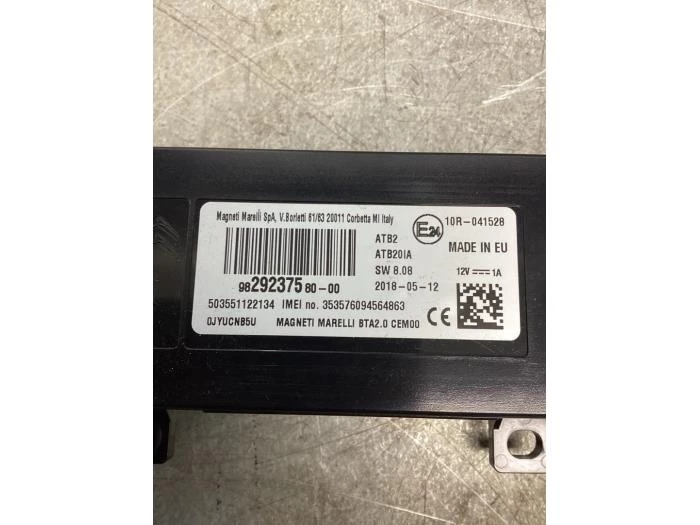 Magneti Marelli SpA, V.Borletti 61/63 20011 Corbetta MI Italy
E24
10R-041528
ATB2
ATB20IA
MADE IN EU
SW 8.08
12V 1A
2018-05-12
9829237580-00
503551122134 IMEI no. 353576094564863
0JYUCNB5U MAGNETI MARELLI BTA2.0 CEM00
CE